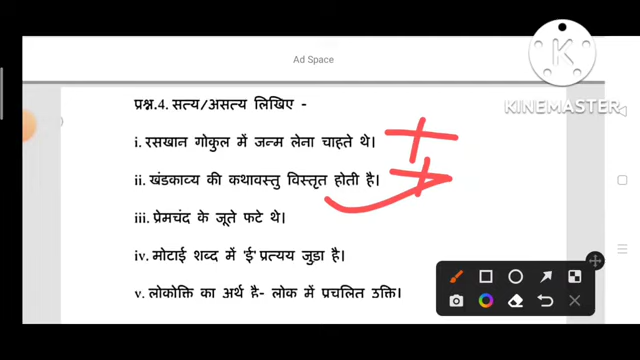 Ad Space
KINEMASTER
प्रश्न.4. सत्य/असत्य लिखिए -
i. रसखान गोकुल में जन्म लेना चाहते थे।
ii. खंडकाव्य की कथावस्तु विस्तृत होती है।
iii. प्रेमचंद के जूते फटे थे।
iv. मोटाई शब्द में 'ई' प्रत्यय जुडा है।
v. लोकोक्ति का अर्थ है- लोक में प्रचलित उक्ति।